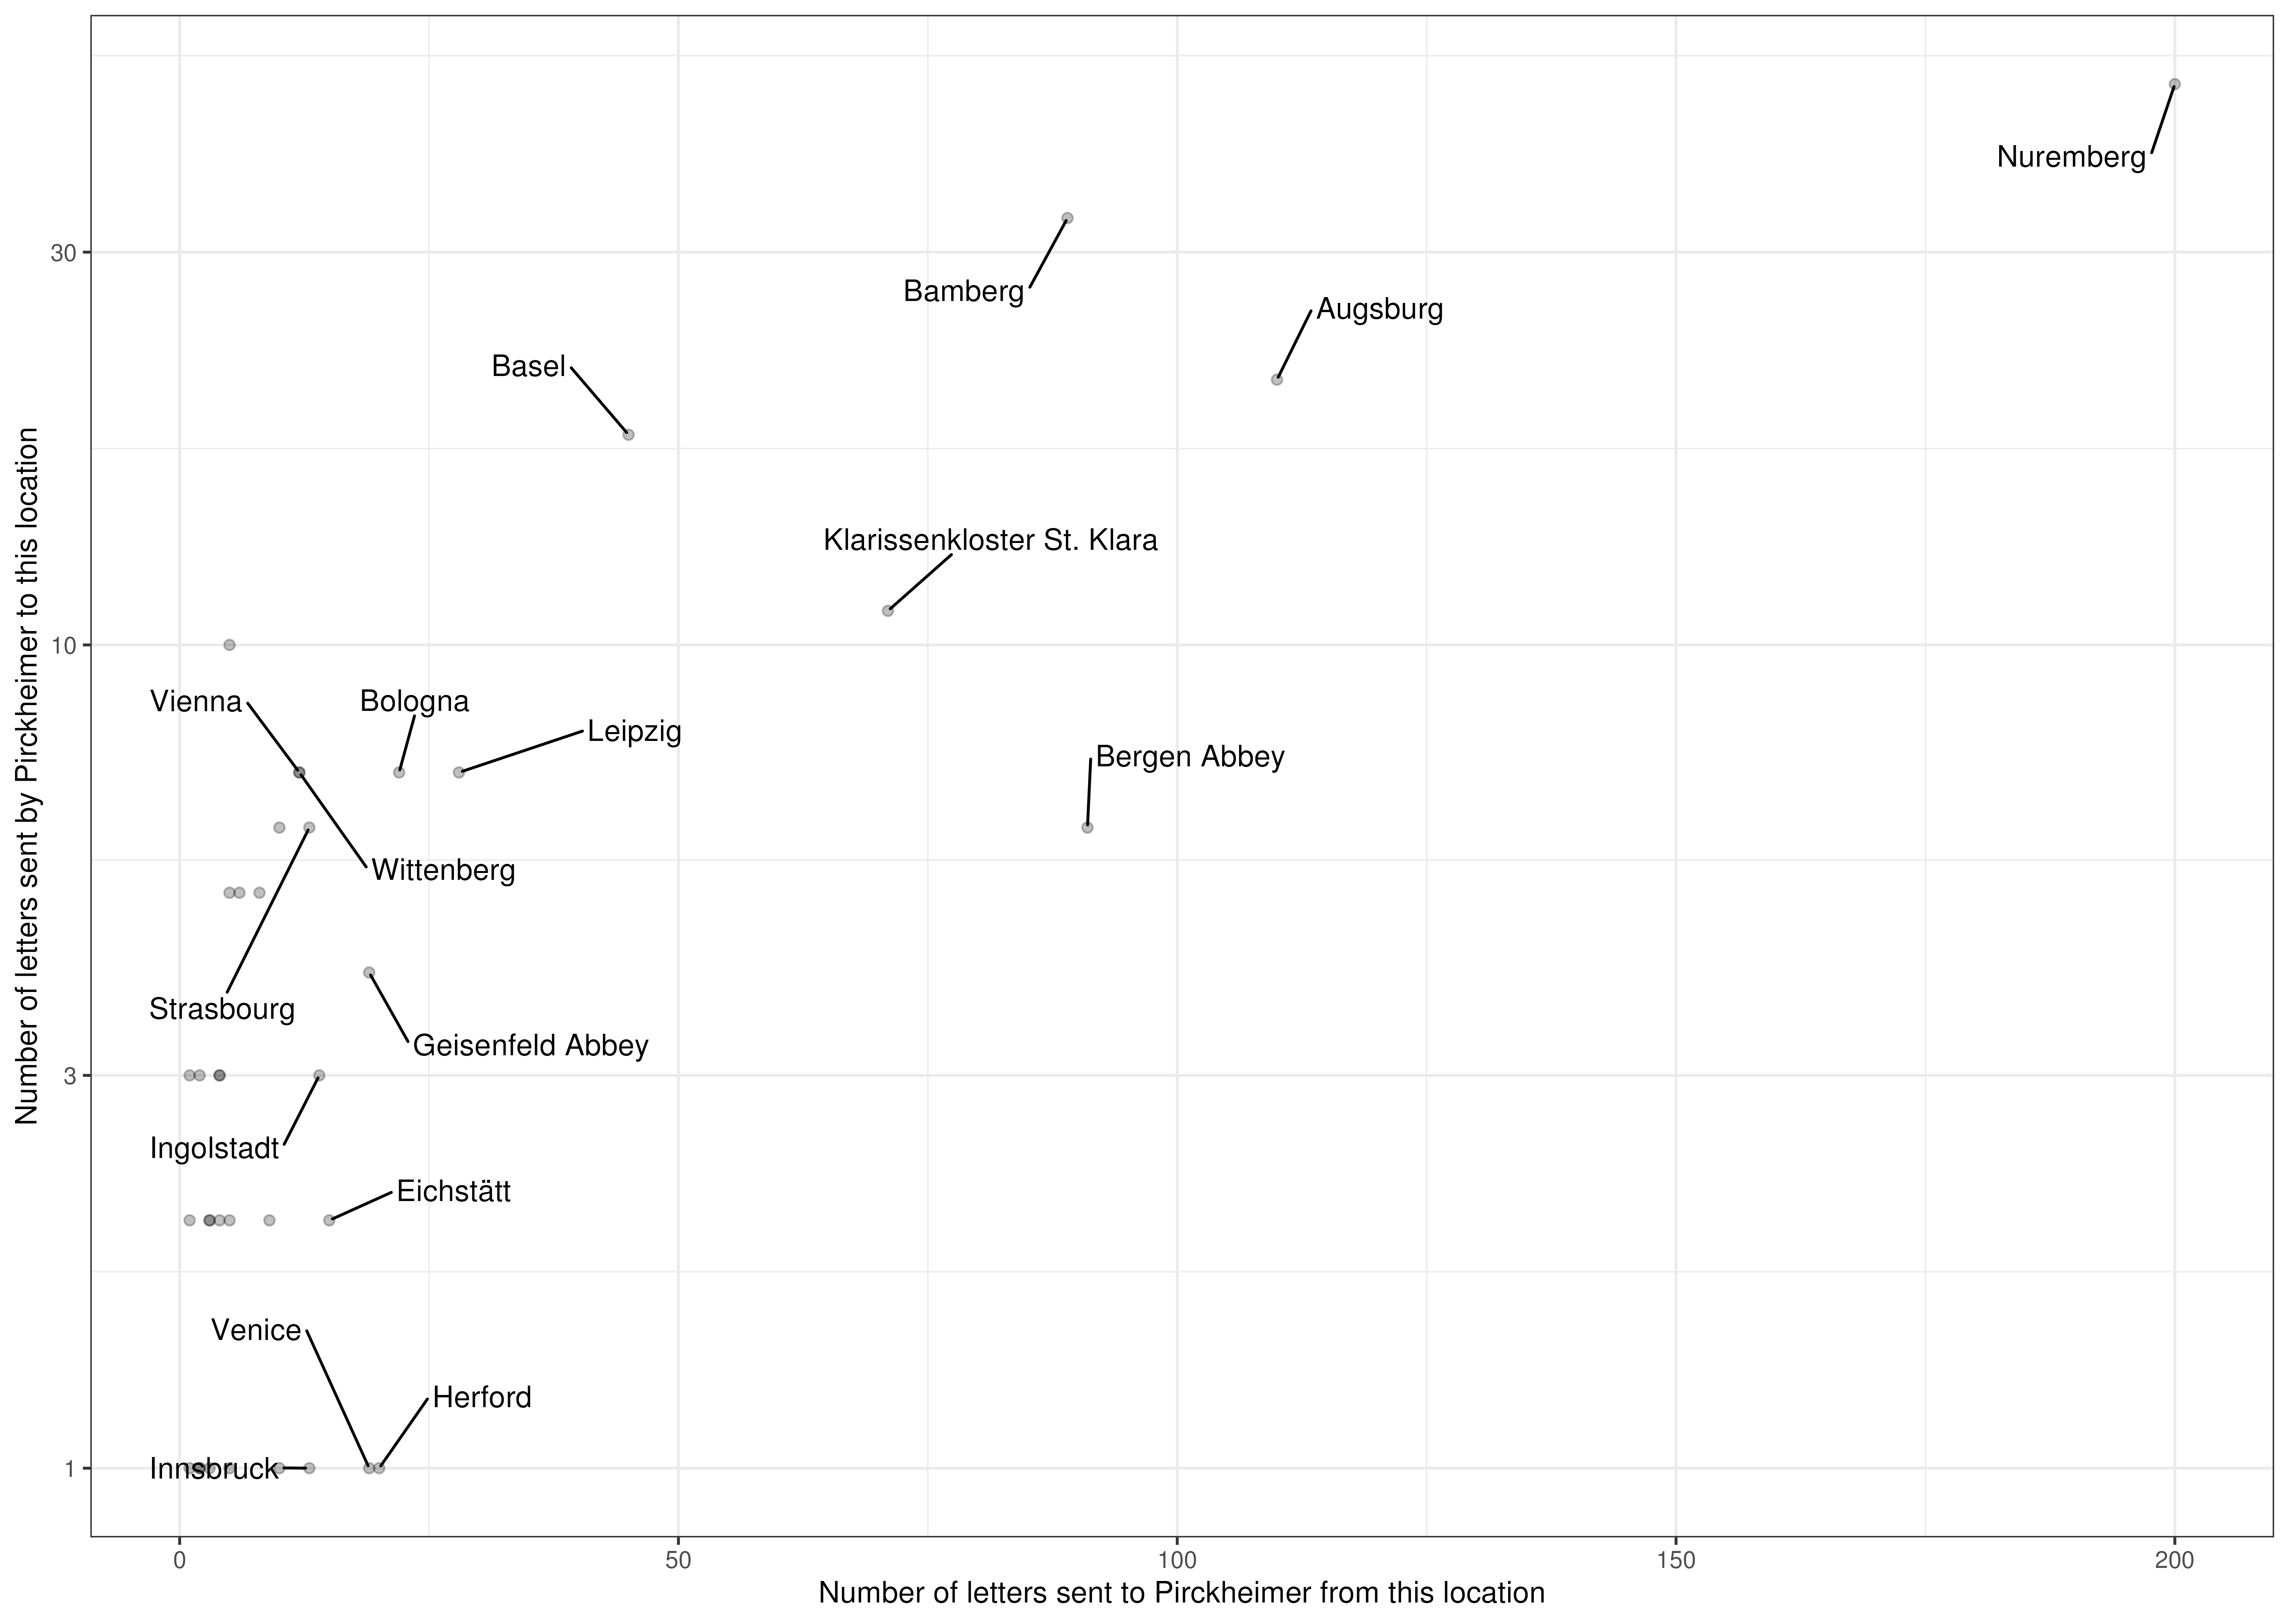 Nuremberg
30
Bamberg
Augsburg
Basel
Klarissenkloster St. Klara
10
Vienna
Bologna
Leipzig
Bergen Abbey
Wittenberg
Strasbourg
Geisenfeld Abbey
3
Ingolstadt
Eichstätt
Venice
Herford
1
Innsbruck
0
50
100
150
200
Number of letters sent to Pirckheimer from this location
Number of letters sent by Pirckheimer to this location